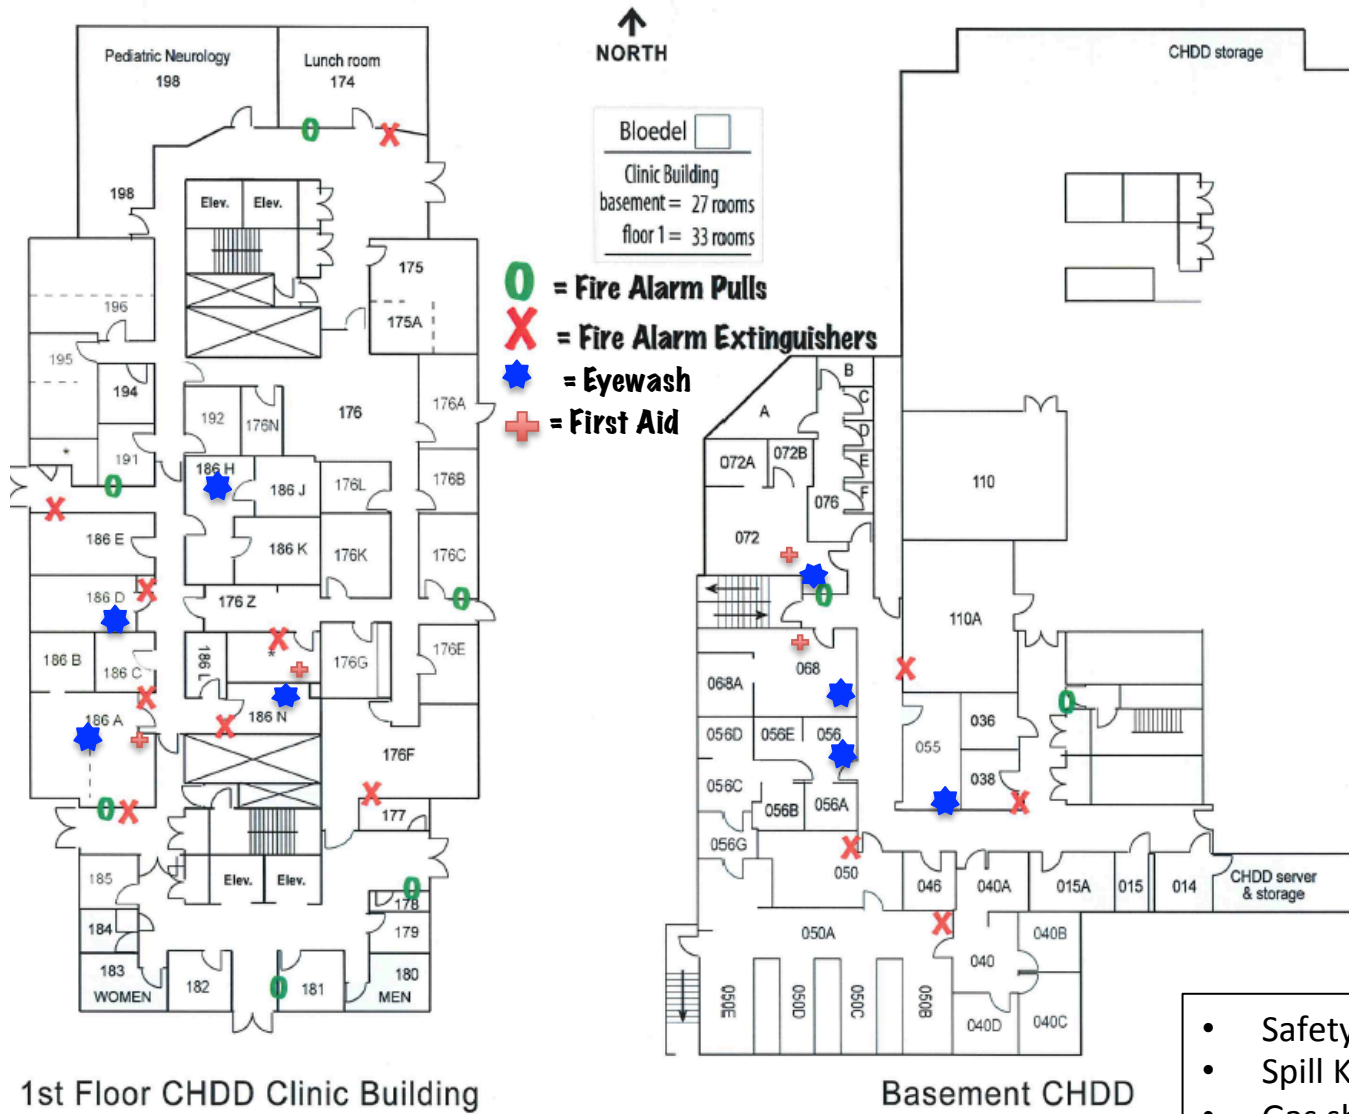 NORTH
Bloedel
Clinic Building
basement = 27 rooms
floor 1 = 33 rooms
= Fire Alarm Pulls
= Fire Alarm Extinguishers
= Eyewash
= First Aid
Pediatric Neurology
198
Lunch room
174
198
Elev. Elev.
175
175A
196
195
194
191
*
192
176N
176
176A
176B
176C
176E
186 H
186 J
186 K
176L
176K
186 E
186 D
186 B
186 C
186 A
176 Z
186 L
*
186 N
176G
176F
177
178
179
180
MEN
181
182
183
WOMEN
184
185
Elev. Elev.
1st Floor CHDD Clinic Building
CHDD storage
A
B
C
D
E
F
072A
072B
072
076
110
110A
068
068A
056D
056E
056
056C
056B
056A
056G
055
036
038
050
046
040A
015A
015
014
CHDD server
& storage
050A
050E
050D
050C
050B
040
040B
040C
040D
Basement CHDD
• Safety
• Spill K
• Gas sh